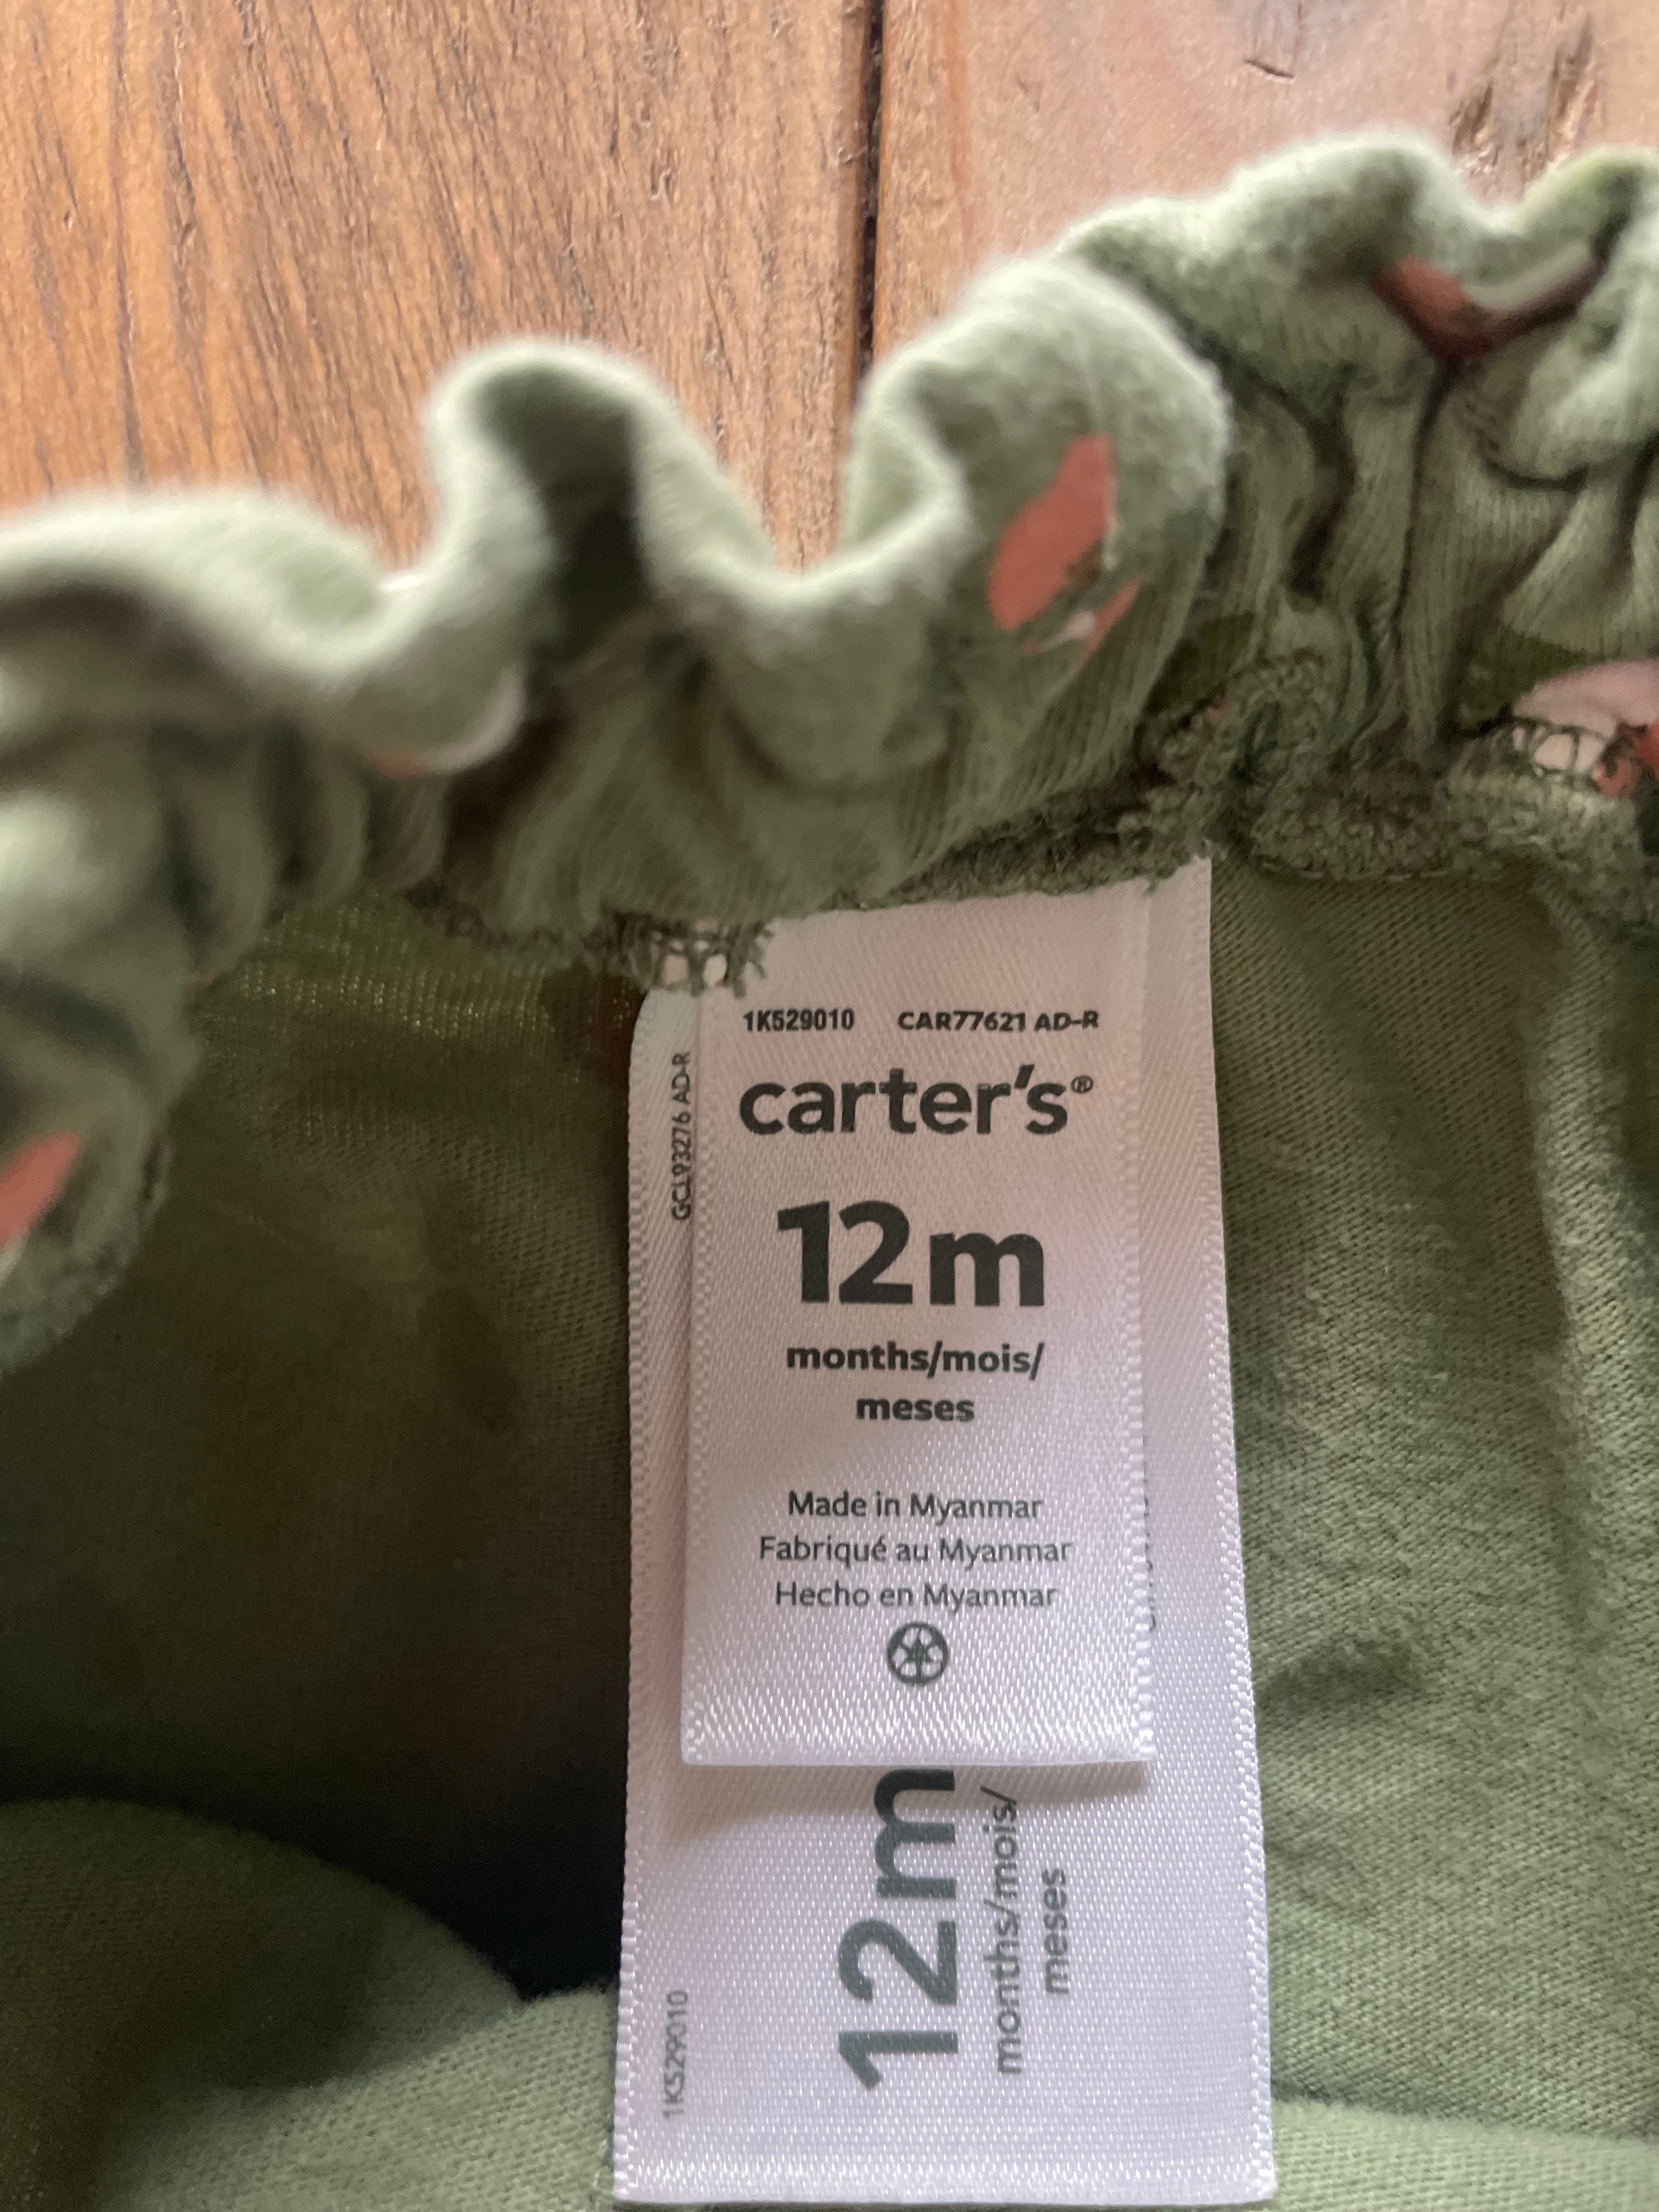 1K529010 CAR77621 AD-R
carter's®
12m
months/mois/
meses
Made in Myanmar
Fabriqué au Myanmar
Hecho en Myanmar
GCL93276 AD-R
12m
months/mois/
meses
1K529010